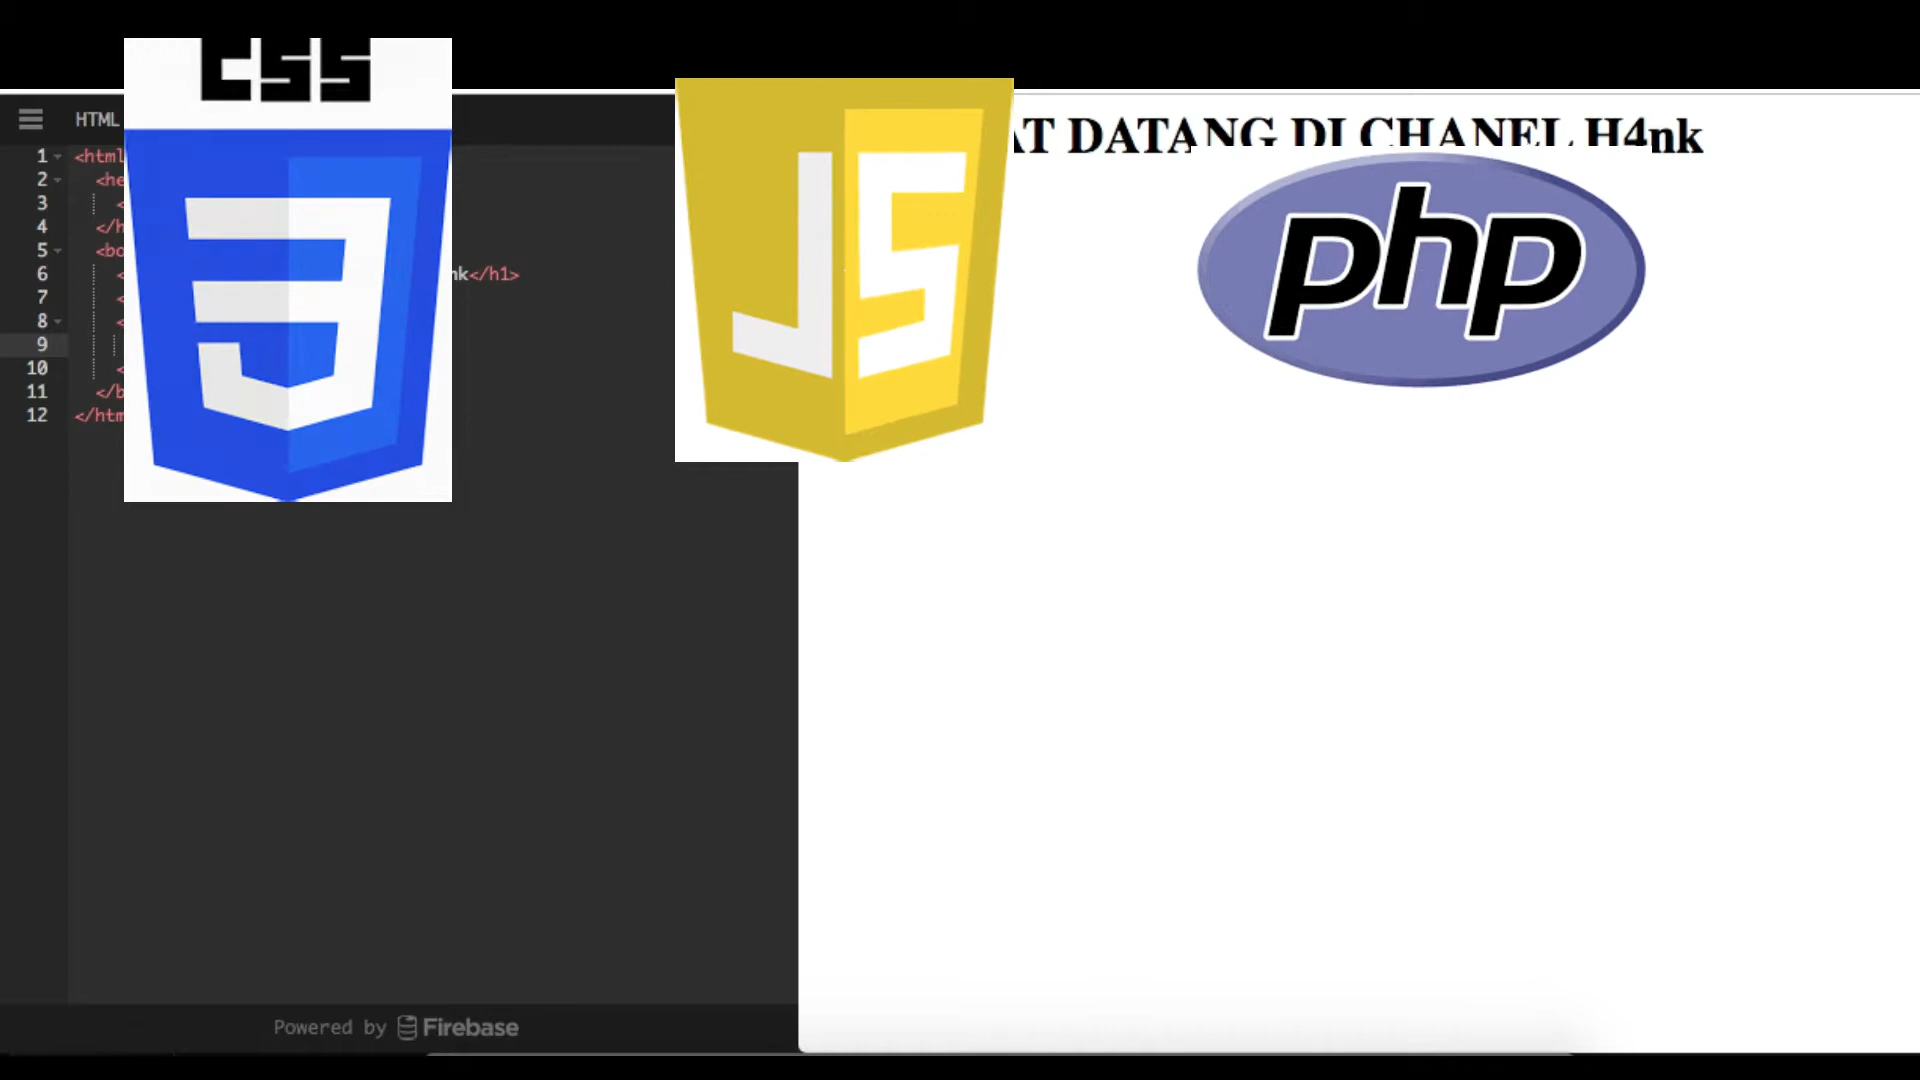 CSS
HTML
AT DATANG DI CHANEL H4nk
JS
php
1 <html
2 <he
3 <
4 </h
5 <bo
6 < nk</h1>
7 <
8 <
9
10 <
11 </b
12 </htm
Powered by Firebase